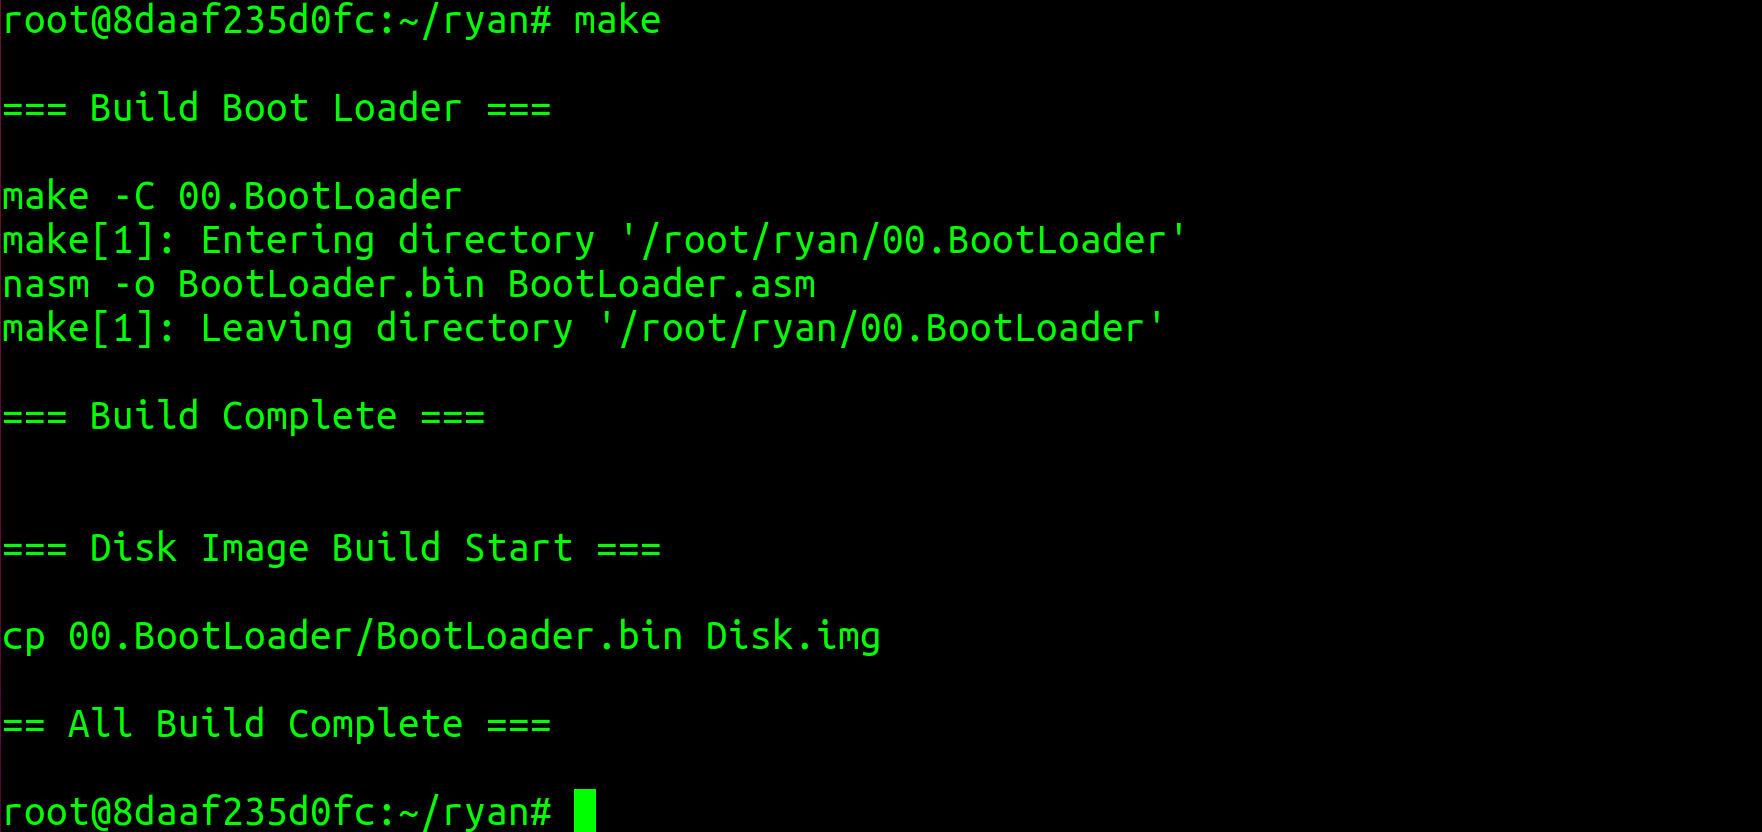 root@8daaf235d0fc:~/ryan# make
=== Build Boot Loader ===
make -C 00.BootLoader
make[1]: Entering directory '/root/ryan/00.BootLoader'
nasm -o BootLoader.bin BootLoader.asm
make[1]: Leaving directory '/root/ryan/00.BootLoader'
=== Build Complete ===
=== Disk Image Build Start ===
cp 00.BootLoader/BootLoader.bin Disk.img
== All Build Complete ===
root@8daaf235d0fc:~/ryan#